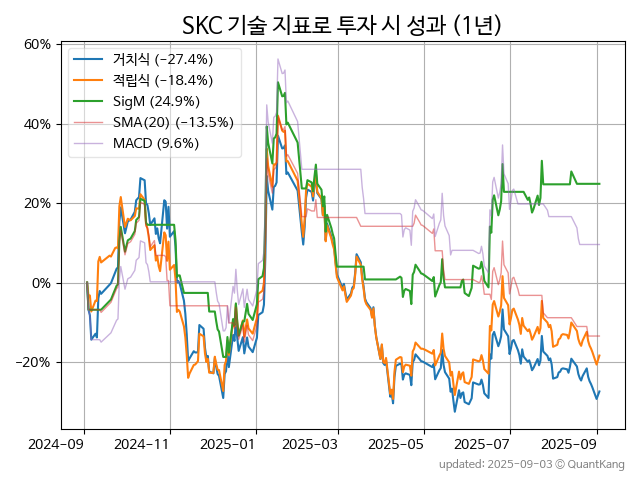 SKC 기술 지표로 투자 시 성과 (1년)
60%
40%
20%
0%
−20%
거치식 (−27.4%)
적립식 (−18.4%)
SigM (24.9%)
SMA(20) (−13.5%)
MACD (9.6%)
2024-09 2024-11 2025-01 2025-03 2025-05 2025-07 2025-09
updated: 2025-09-03 © QuantKang